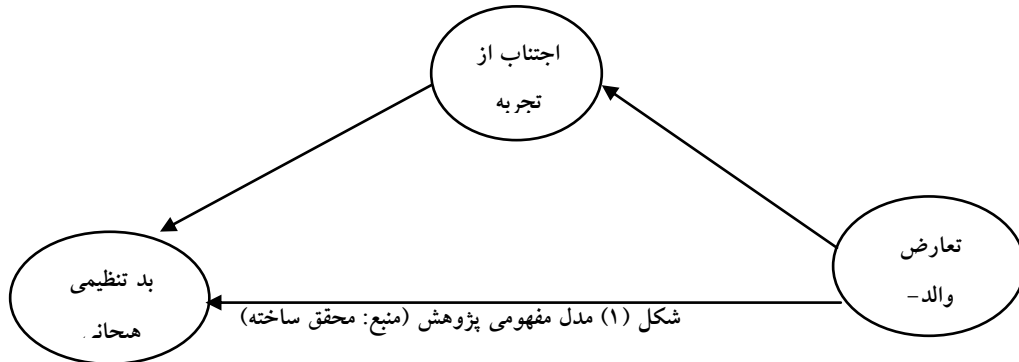 اجتناب از
تجربه
تعارض
والد-
بد تنظیمی
شکل (۱) مدل مفهومی پژوهش (منبع: محقق ساخته)